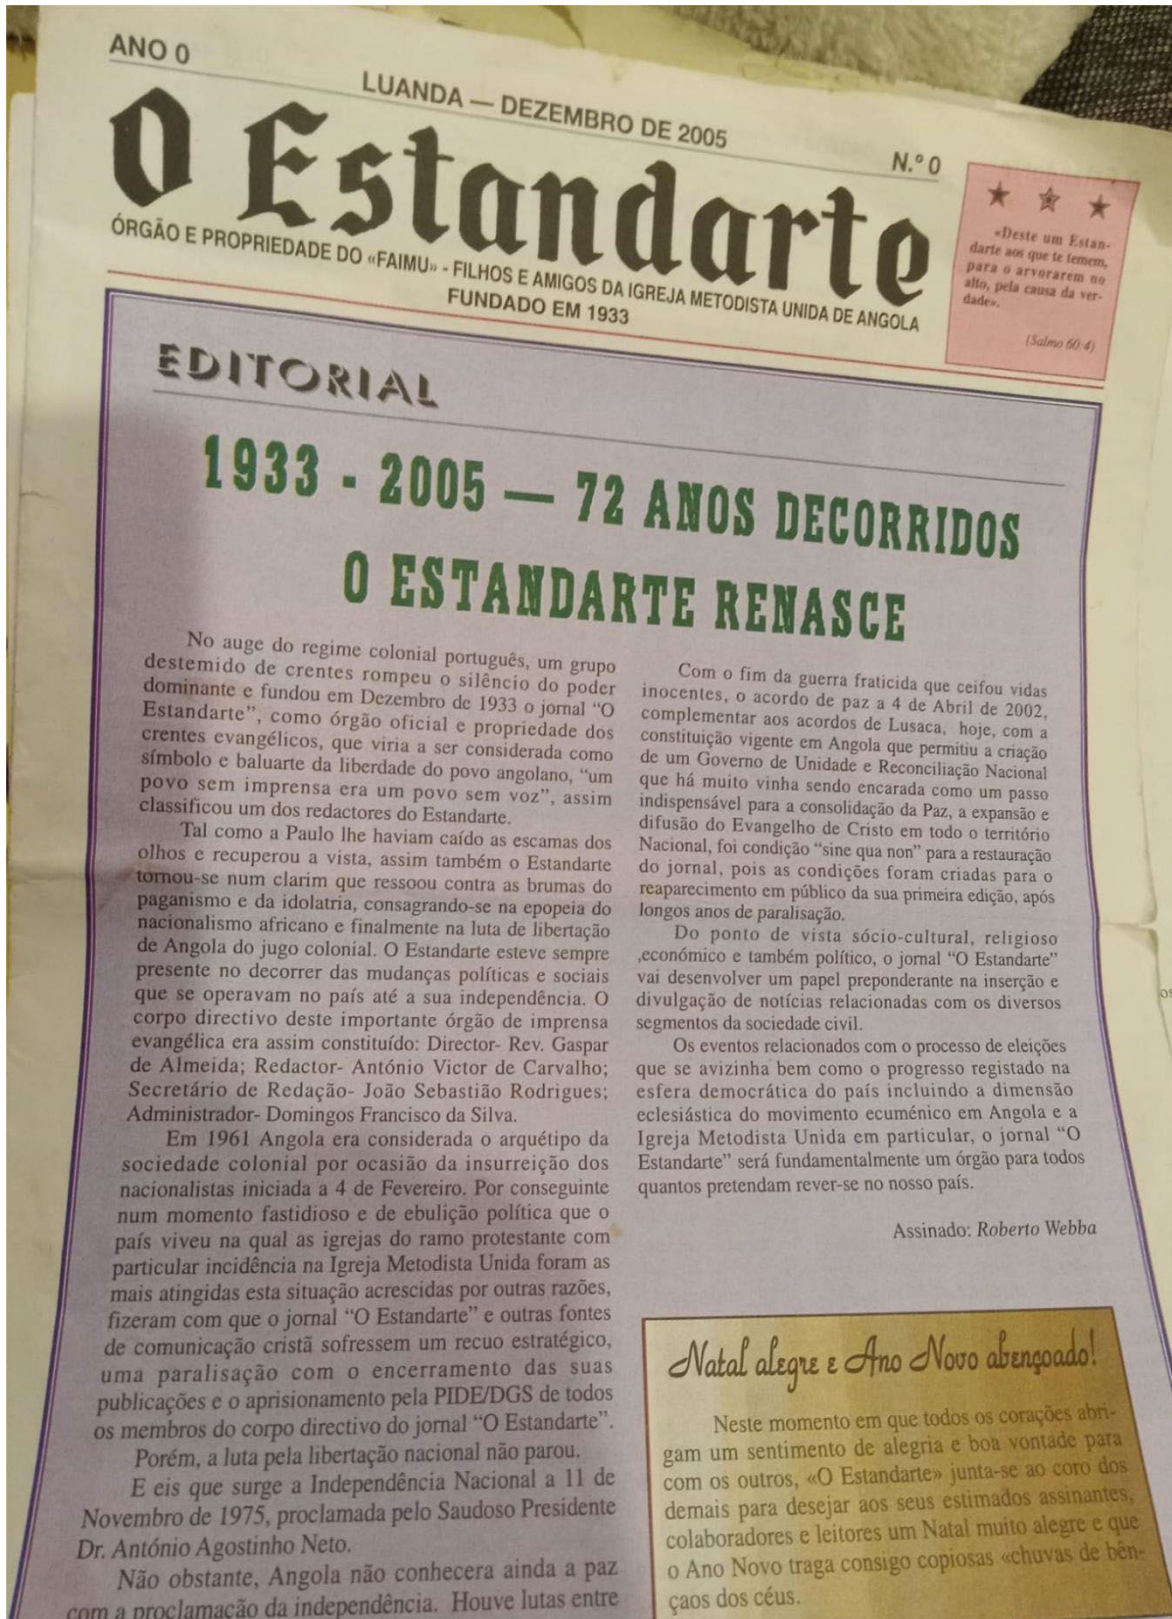 ANO 0
LUANDA — DEZEMBRO DE 2005
N.º 0
O Estandarte
ÓRGÃO E PROPRIEDADE DO «FAIMU» - FILHOS E AMIGOS DA IGREJA METODISTA UNIDA DE ANGOLA
FUNDADO EM 1933
«Deste um Estan-
darte aos que te temem,
para o arvorarem no
alto, pela causa da ver-
dade».
(Salmo 60:4)
EDITORIAL
1933 - 2005 — 72 ANOS DECORRIDOS
O ESTANDARTE RENASCE
No auge do regime colonial português, um grupo
destemido de crentes rompeu o silêncio do poder
dominante e fundou em Dezembro de 1933 o jornal “O
Estandarte”, como órgão oficial e propriedade dos
crentes evangélicos, que viria a ser considerada como
símbolo e baluarte da liberdade do povo angolano, “um
povo sem imprensa era um povo sem voz”, assim
classificou um dos redactores do Estandarte.
Tal como a Paulo lhe haviam caído as escamas dos
olhos e recuperou a vista, assim também o Estandarte
tornou-se num clarim que ressoou contra as brumas do
paganismo e da idolatria, consagrando-se na epopeia do
nacionalismo africano e finalmente na luta de libertação
de Angola do jugo colonial. O Estandarte esteve sempre
presente no decorrer das mudanças políticas e sociais
que se operavam no país até a sua independência. O
corpo directivo deste importante órgão de imprensa
evangélica era assim constituído: Director- Rev. Gaspar
de Almeida; Redactor- António Victor de Carvalho;
Secretário de Redação- João Sebastião Rodrigues;
Administrador- Domingos Francisco da Silva.
Em 1961 Angola era considerada o arquétipo da
sociedade colonial por ocasião da insurreição dos
nacionalistas iniciada a 4 de Fevereiro. Por conseguinte
num momento fastidioso e de ebulição política que o
país viveu na qual as igrejas do ramo protestante com
particular incidência na Igreja Metodista Unida foram as
mais atingidas esta situação acrescidas por outras razões,
fizeram com que o jornal “O Estandarte” e outras fontes
de comunicação cristã sofressem um recuo estratégico,
uma paralisação com o encerramento das suas
publicações e o aprisionamento pela PIDE/DGS de todos
os membros do corpo directivo do jornal “O Estandarte”.
Porém, a luta pela libertação nacional não parou.
E eis que surge a Independência Nacional a 11 de
Novembro de 1975, proclamada pelo Saudoso Presidente
Dr. António Agostinho Neto.
Não obstante, Angola não conhecera ainda a paz
com a proclamação da independência. Houve lutas entre
Com o fim da guerra fraticida que ceifou vidas
inocentes, o acordo de paz a 4 de Abril de 2002,
complementar aos acordos de Lusaca, hoje, com a
constituição vigente em Angola que permitiu a criação
de um Governo de Unidade e Reconciliação Nacional
que há muito vinha sendo encarada como um passo
indispensável para a consolidação da Paz, a expansão e
difusão do Evangelho de Cristo em todo o território
Nacional, foi condição “sine qua non” para a restauração
do jornal, pois as condições foram criadas para o
reaparecimento em público da sua primeira edição, após
longos anos de paralisação.
Do ponto de vista sócio-cultural, religioso
,económico e também político, o jornal “O Estandarte”
vai desenvolver um papel preponderante na inserção e
divulgação de notícias relacionadas com os diversos
segmentos da sociedade civil.
Os eventos relacionados com o processo de eleições
que se avizinha bem como o progresso registado na
esfera democrática do país incluindo a dimensão
eclesiástica do movimento ecuménico em Angola e a
Igreja Metodista Unida em particular, o jornal “O
Estandarte” será fundamentalmente um órgão para todos
quantos pretendam rever-se no nosso país.
Assinado: Roberto Webba
Natal alegre e Ano Novo abençoado!
Neste momento em que todos os corações abri-
gam um sentimento de alegria e boa vontade para
com os outros, «O Estandarte» junta-se ao coro dos
demais para desejar aos seus estimados assinantes,
colaboradores e leitores um Natal muito alegre e que
o Ano Novo traga consigo copiosas «chuvas de bên-
çaos dos céus.